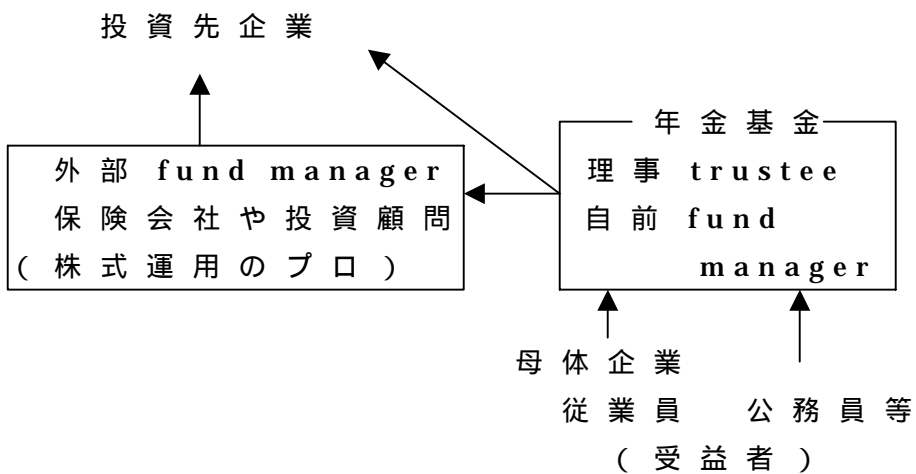 投資先企業
年金基金
外部 fund manager
保険会社や投資顧問
(株式運用のプロ)
理事 trustee
自前 fund
manager
母体企業
従業員 公務員等
(受益者)